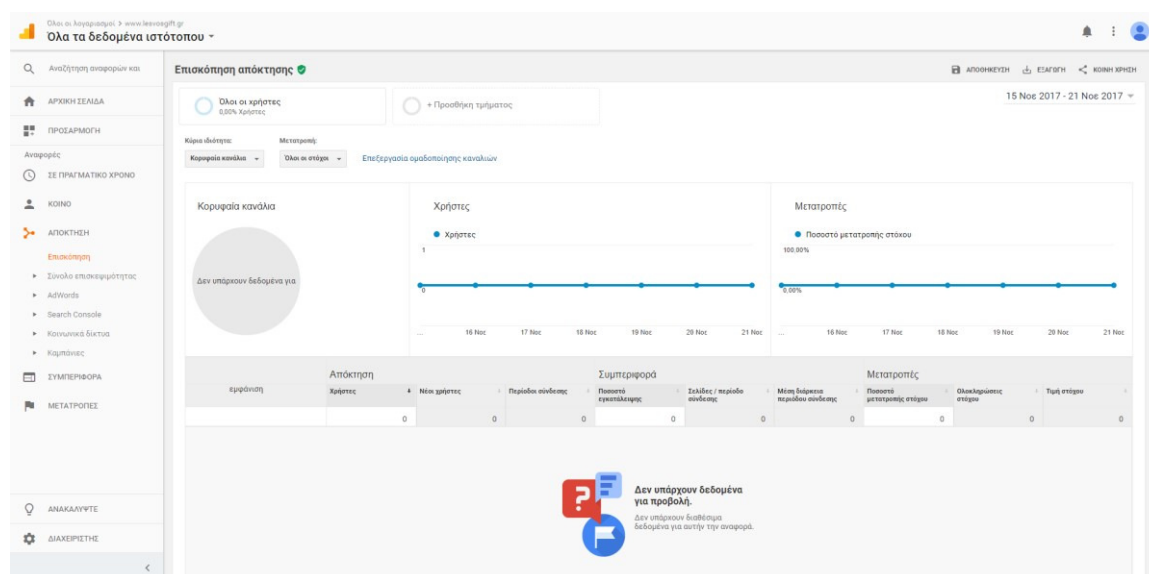 Όλοι οι λογαριασμοί > www.leevosgift.gr
Όλα τα δεδομένα ιστότοπου
Αναζήτηση αναφορών και
ΑΡΧΙΚΗ ΣΕΛΙΔΑ
ΠΡΟΣΑΡΜΟΓΗ
Αναφορές
ΣΕ ΠΡΑΓΜΑΤΙΚΟ ΧΡΟΝΟ
ΚΟΙΝΟ
ΑΠΟΚΤΗΣΗ
Επισκόπηση
Σύνολο επισκεψιμότητας
AdWords
Search Console
Κοινωνικά δίκτυα
Καμπάνιες
ΣΥΜΠΕΡΙΦΟΡΑ
ΜΕΤΑΤΡΟΠΕΣ
ΑΝΑΚΑΛΥΨΤΕ
ΔΙΑΧΕΙΡΙΣΤΗΣ
Επισκόπηση απόκτησης
ΑΠΟΘΗΚΕΥΣΗ ΕΞΑΓΩΓΗ ΚΟΙΝΗ ΧΡΗΣΗ
15 Νοε 2017 - 21 Νοε 2017
Όλοι οι χρήστες
0,00% Χρήστες
+ Προσθήκη τμήματος
Κύρια ιδιότητα: Μετατροπή:
Κορυφαία κανάλια Όλοι οι στόχοι Επεξεργασία ομαδοποίησης καναλιών
Κορυφαία κανάλια
Δεν υπάρχουν δεδομένα για
Χρήστες
Χρήστες
1
0
... 16 Νοε 17 Νοε 18 Νοε 19 Νοε 20 Νοε 21 Νοε
Μετατροπές
Ποσοστό μετατροπής στόχου
100,00%
0,00%
... 16 Νοε 17 Νοε 18 Νοε 19 Νοε 20 Νοε 21 Νοε
Απόκτηση Συμπεριφορά Μετατροπές
εμφάνιση
Χρήστες Νέοι χρήστες Περίοδοι σύνδεσης
Ποσοστό εγκατάλειψης
Σελίδες / περίοδο σύνδεσης
Μέση διάρκεια περιόδου σύνδεσης
Ποσοστό μετατροπής στόχου
Ολοκληρώσεις στόχου
Τιμή στόχου
0 0 0 0 0 0 0 0 0
Δεν υπάρχουν δεδομένα
για προβολή.
Δεν υπάρχουν διαθέσιμα
δεδομένα για αυτήν την αναφορά.